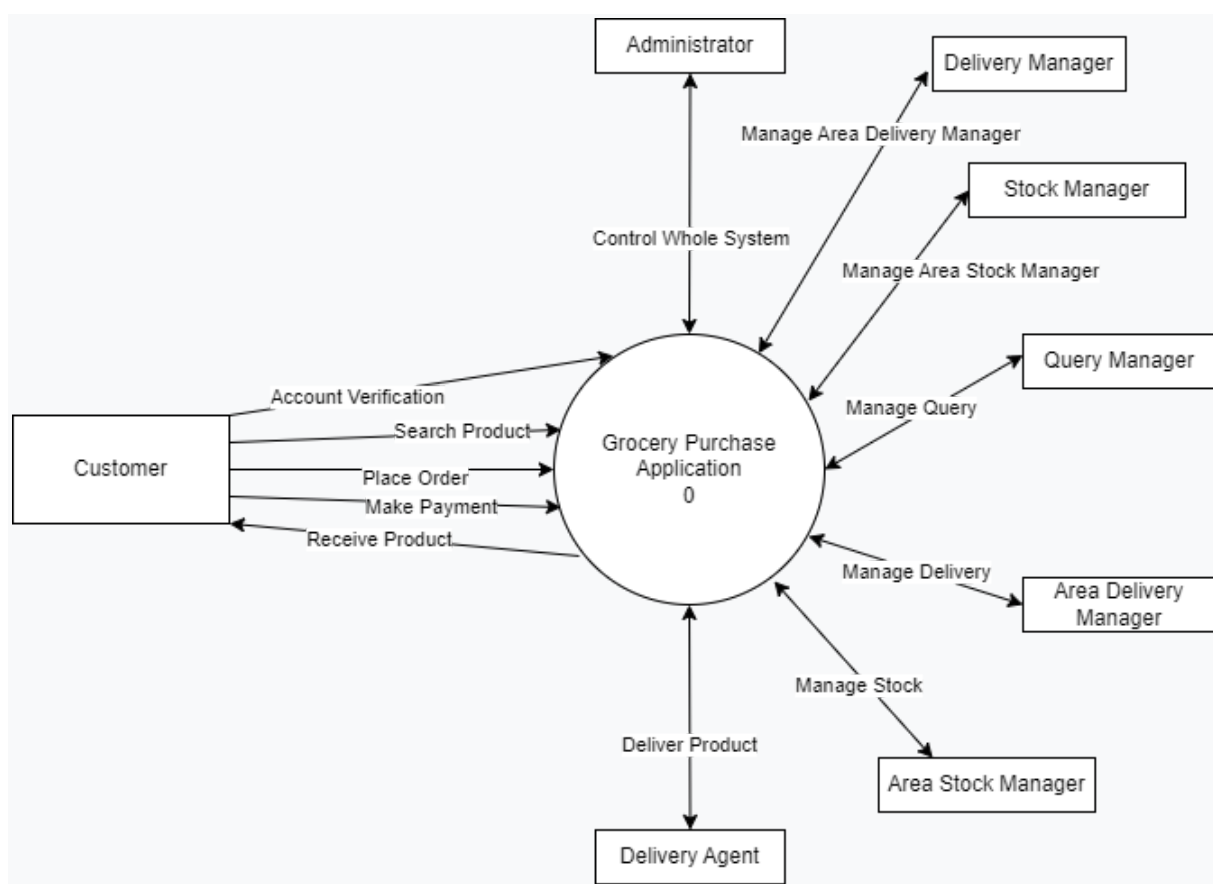 Administrator
Delivery Manager
Manage Area Delivery Manager
Stock Manager
Control Whole System
Manage Area Stock Manager
Query Manager
Account Verification
Manage Query
Search Product
Customer
Grocery Purchase
Application
0
Place Order
Make Payment
Receive Product
Manage Delivery
Area Delivery
Manager
Manage Stock
Deliver Product
Area Stock Manager
Delivery Agent